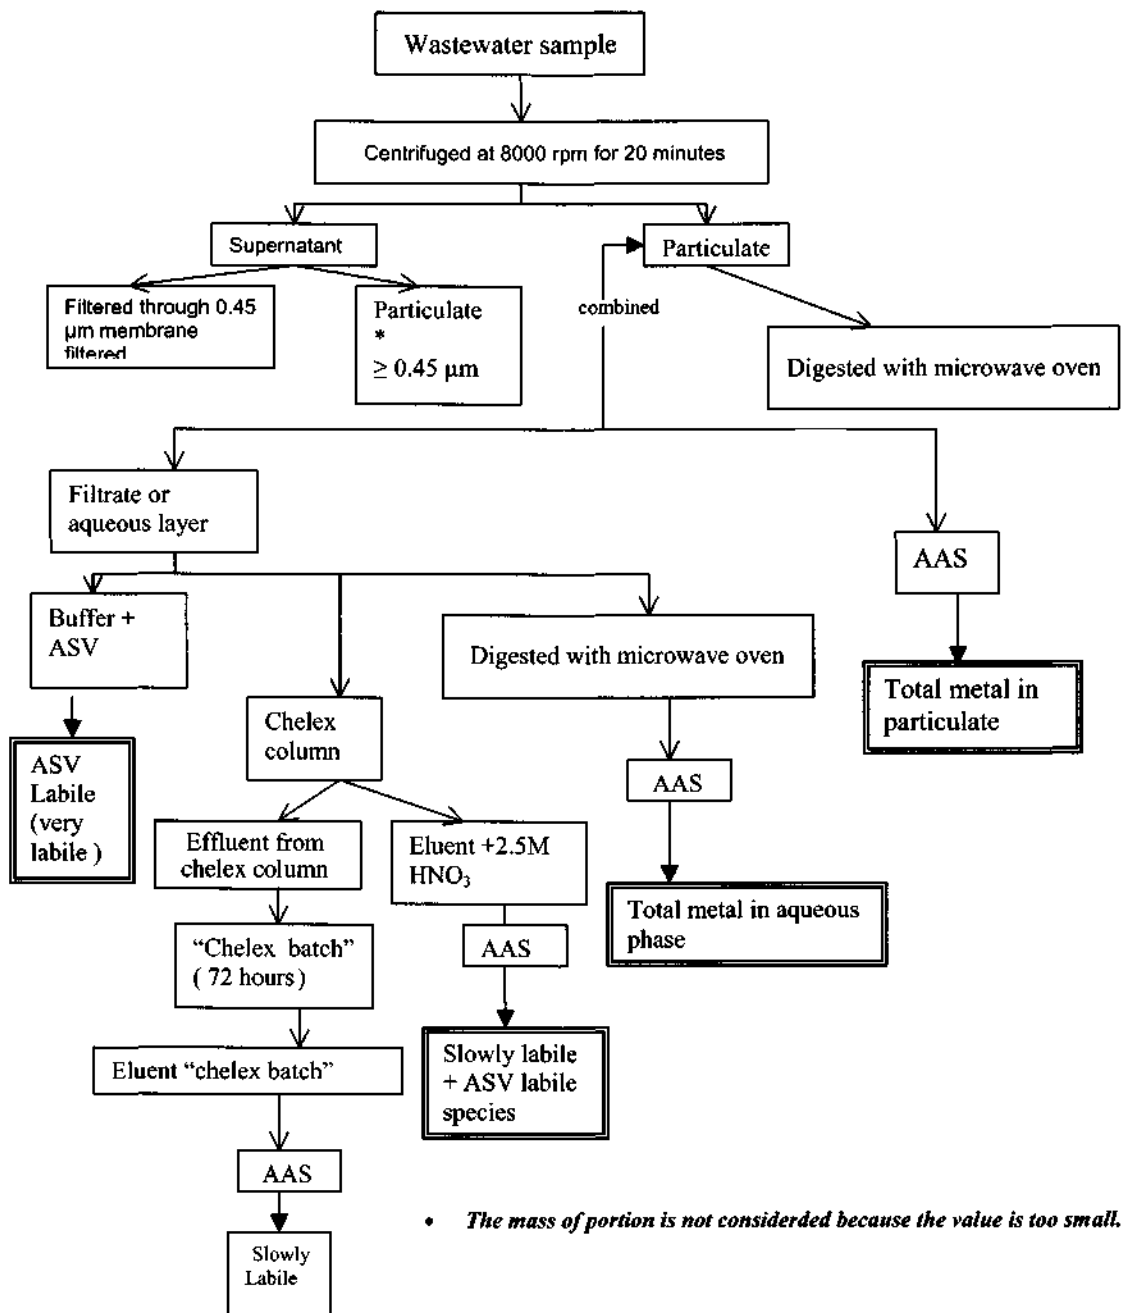 Wastewater sample
Centrifuged at 8000 rpm for 20 minutes
Supernatant
Particulate
Filtered through 0.45
µm membrane
filtered
Particulate
*
≥ 0.45 µm
combined
Digested with microwave oven
Filtrate or
aqueous layer
AAS
Buffer +
ASV
Digested with microwave oven
Total metal in
particulate
Chelex
column
ASV
Labile
(very
labile )
AAS
Effluent from
chelex column
Eluent +2.5M
HNO₃
Total metal in aqueous
phase
“Chelex batch”
( 72 hours )
AAS
Eluent “chelex batch”
Slowly labile
+ ASV labile
species
AAS
• The mass of portion is not considerded because the value is too small.
Slowly
Labile